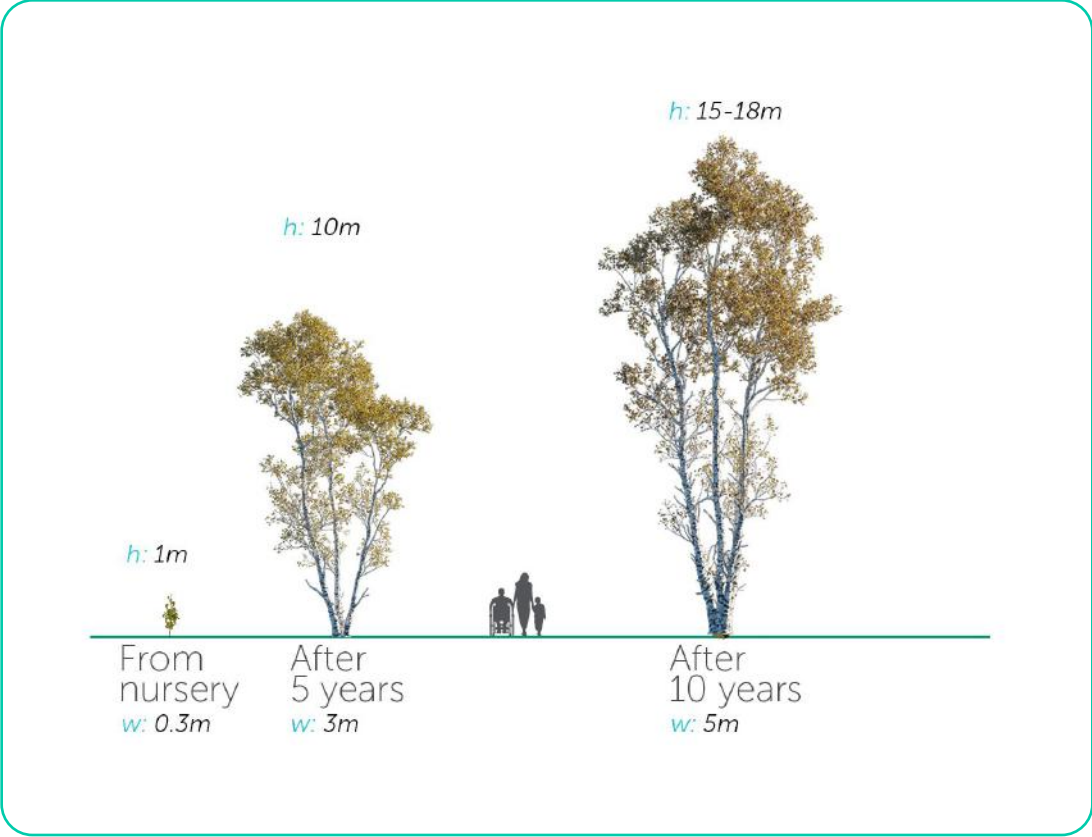 h: 15-18m
h: 10m
h: 1m
From
nursery
w: 0.3m
After
5 years
w: 3m
After
10 years
w: 5m